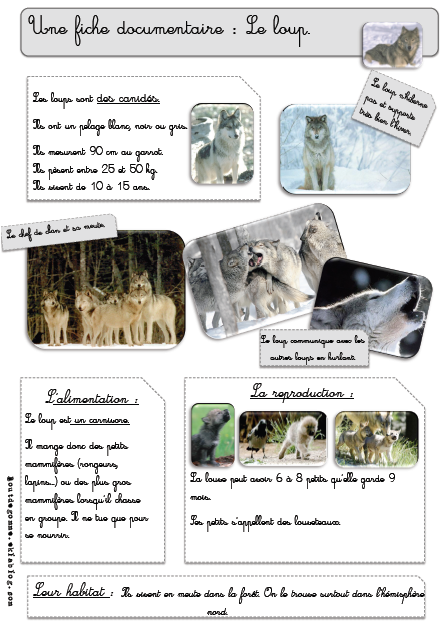 Une fiche documentaire : Le loup.
Le loup n'hiberne
pas et supporte
très bien l'hiver.
Les loups sont des canidés.
Ils ont un pelage blanc, noir ou gris.
Ils mesurent 90 cm au garrot.
Ils pèsent entre 25 et 50 kg.
Ils vivent de 10 à 15 ans.
Le chef de clan et sa meute.
Le loup communique avec les
autres loups en hurlant.
L'alimentation :
Le loup est un carnivore.
Il mange donc des petits
mammifères (rongeurs,
lapins...) ou des plus gros
mammifères lorsqu'il chasse
en groupe. Il ne tue que pour
se nourrir.
La reproduction :
La louve peut avoir 6 à 8 petits qu'elle garde 9
mois.
Ses petits s'appellent des louveteaux.
Leur habitat : Ils vivent en meute dans la forêt. On le trouve surtout dans l'hémisphère
nord.
Boutdegomme.eklablog.com